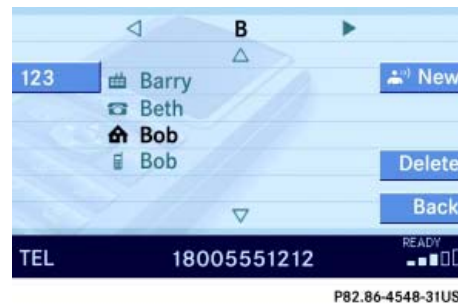 B
123
Barry
New
Beth
Bob
Bob
Delete
Back
TEL
18005551212
READY
P82.86-4548-31US